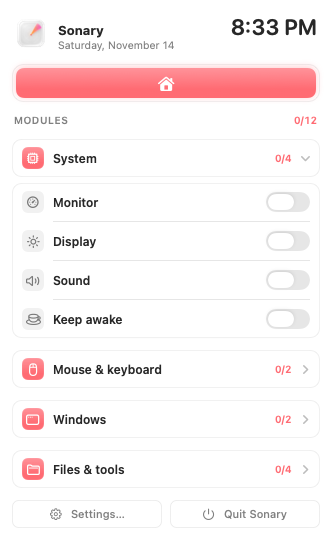 Sonary
Saturday, November 14
8:33 PM
MODULES
0/12
System
0/4
Monitor
Display
Sound
Keep awake
Mouse & keyboard
0/2
Windows
0/2
Files & tools
0/4
Settings...
Quit Sonary